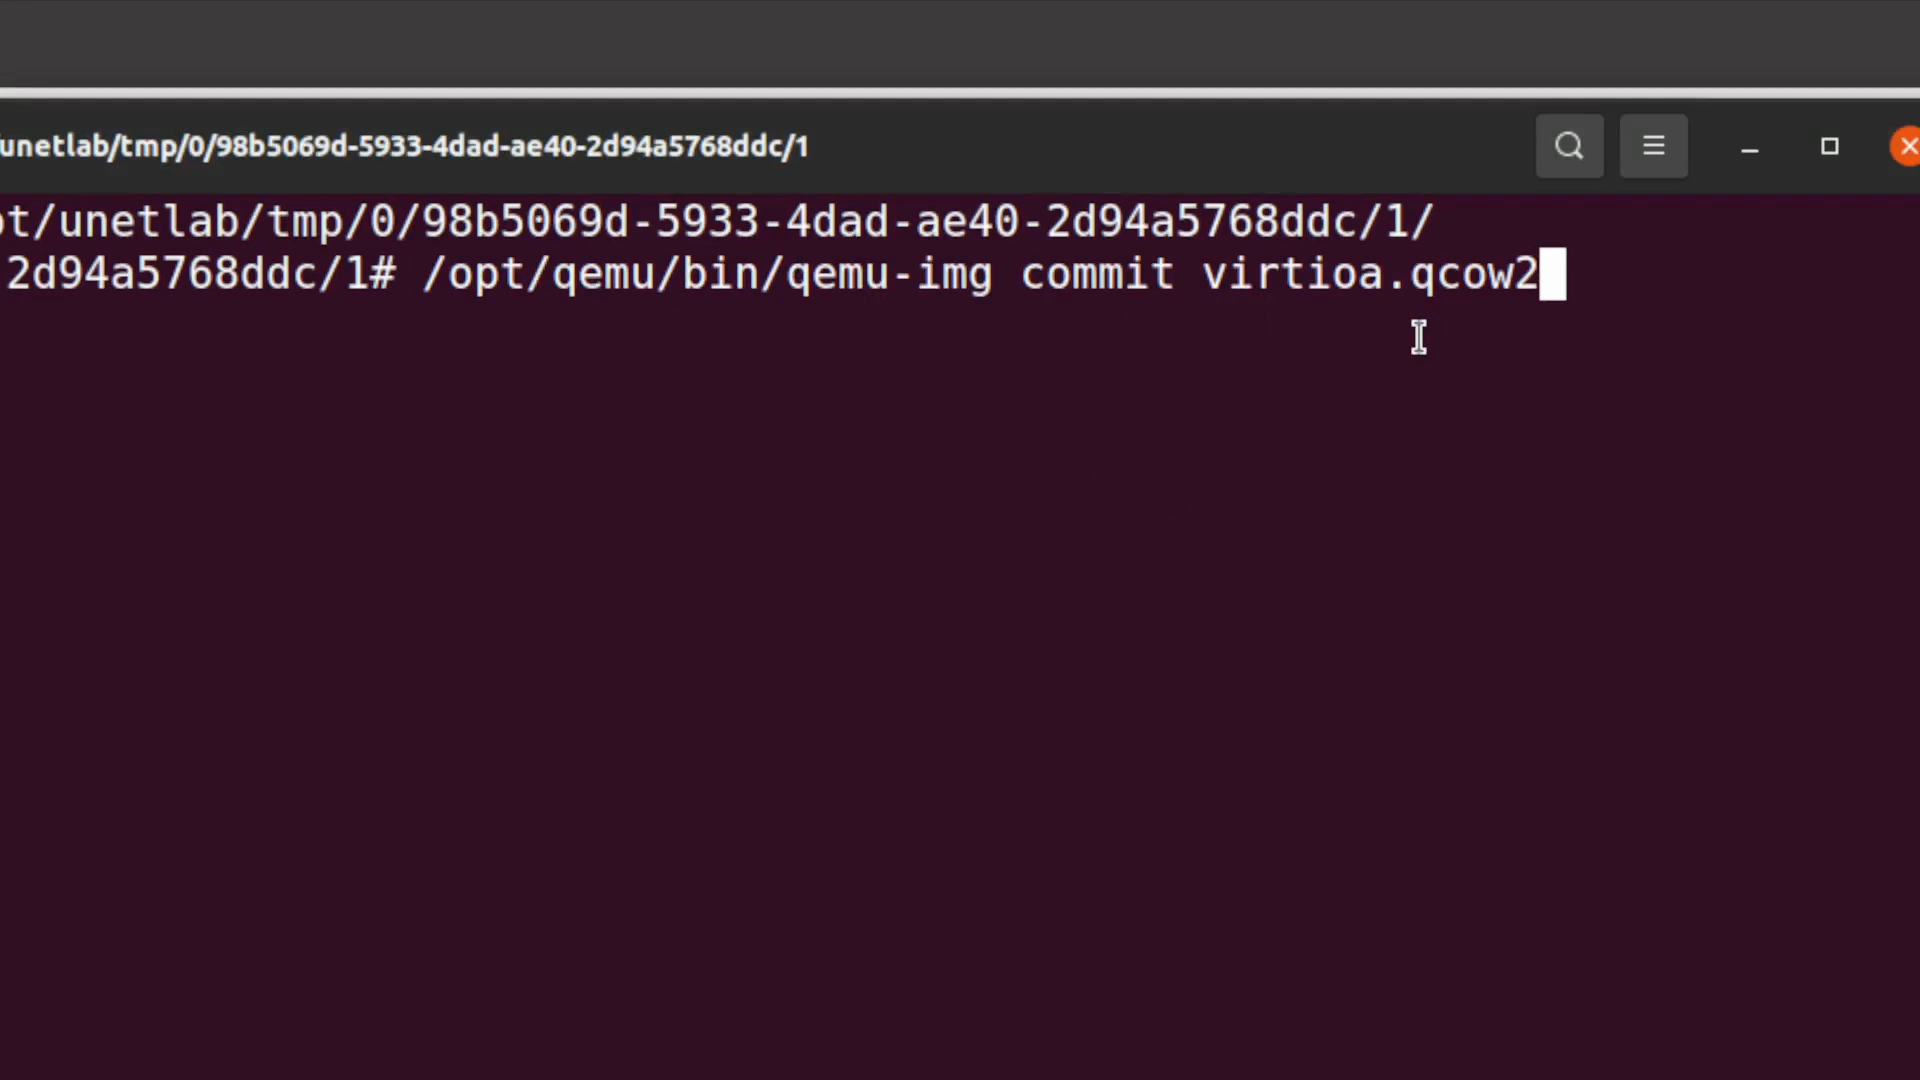 unetlab/tmp/0/98b5069d-5933-4dad-ae40-2d94a5768ddc/1
t/unetlab/tmp/0/98b5069d-5933-4dad-ae40-2d94a5768ddc/1/
2d94a5768ddc/1# /opt/qemu/bin/qemu-img commit virtioa.qcow2